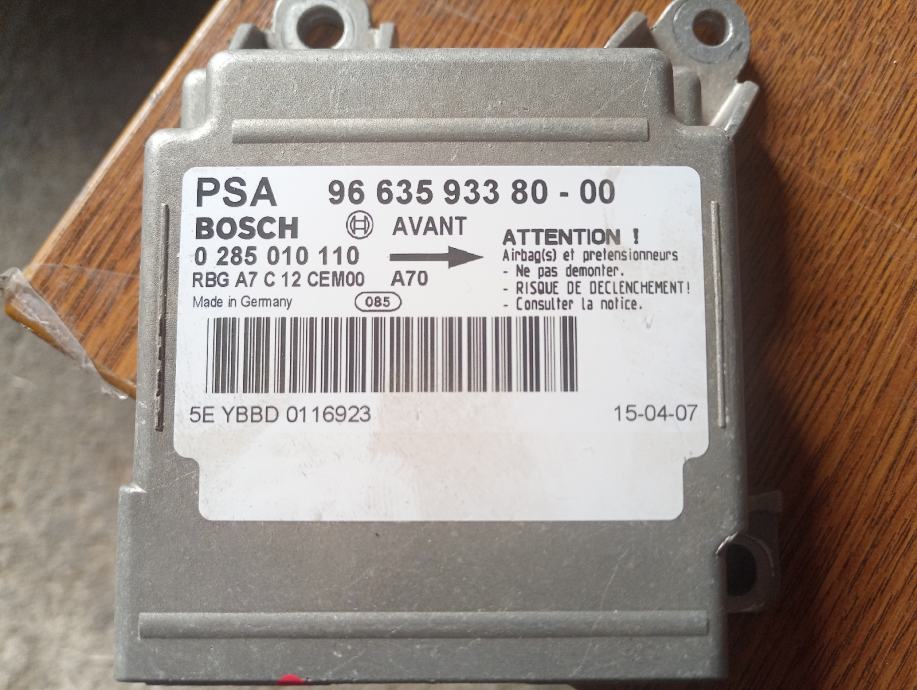 PSA 96 635 933 80 - 00
BOSCH AVANT
0 285 010 110
RBG A7 C 12 CEM00 A70
Made in Germany 085
ATTENTION !
Airbag(s) et pretensionneurs
- Ne pas demonter.
- RISQUE DE DECLENCHEMENT!
- Consulter la notice.
5E YBBD 0116923 15-04-07